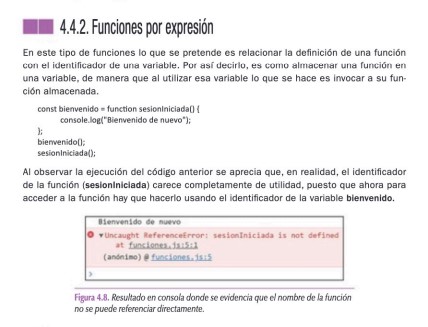 4.4.2. Funciones por expresión
En este tipo de funciones lo que se pretende es relacionar la definición de una función
con el identificador de una variable. Por así decirlo, es como almacenar una función en
una variable, de manera que al utilizar esa variable lo que se hace es invocar a su fun-
ción almacenada.
const bienvenido = function sesionIniciada() {
console.log("Bienvenido de nuevo");
};
bienvenido();
sesionIniciada();
Al observar la ejecución del código anterior se aprecia que, en realidad, el identificador
de la función (sesionIniciada) carece completamente de utilidad, puesto que ahora para
acceder a la función hay que hacerlo usando el identificador de la variable bienvenido.
Bienvenido de nuevo
▼Uncaught ReferenceError: sesionIniciada is not defined
at funciones.js:5:1
(anónimo) @ funciones.js:5
>
Figura 4.8. Resultado en consola donde se evidencia que el nombre de la función
no se puede referenciar directamente.